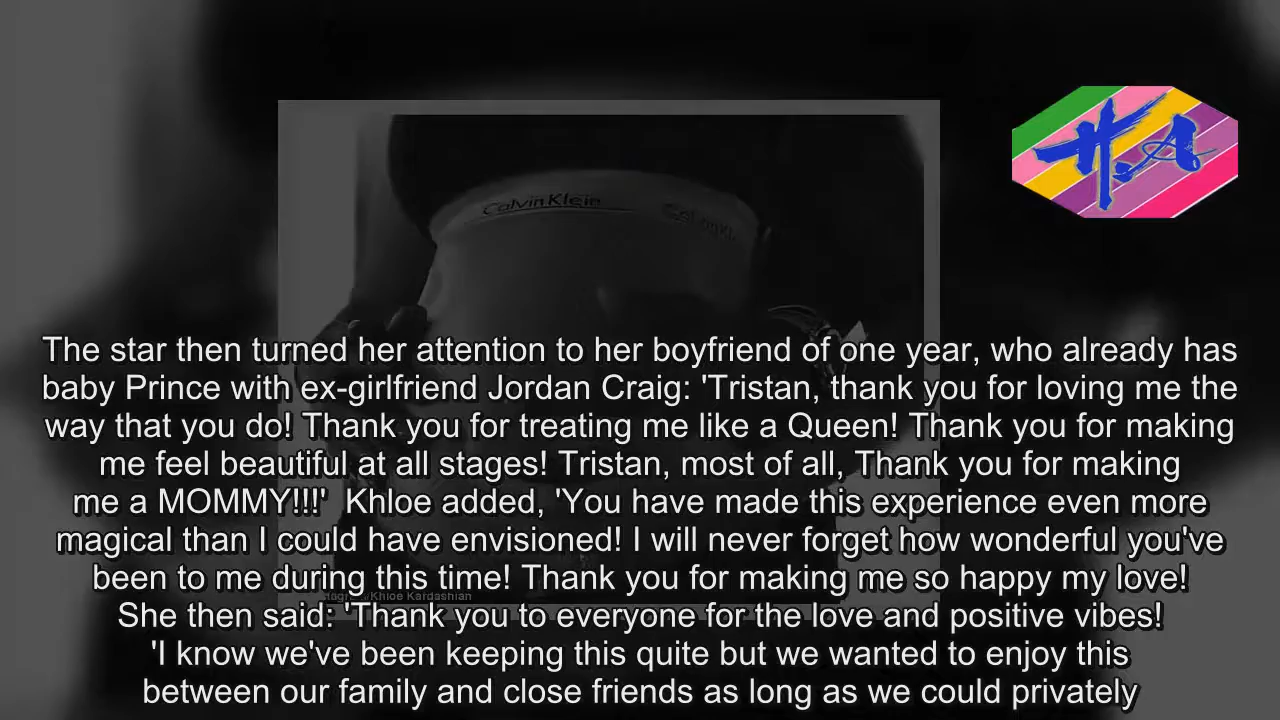 CalvinKlein
H.A
The star then turned her attention to her boyfriend of one year, who already has
baby Prince with ex-girlfriend Jordan Craig: 'Tristan, thank you for loving me the
way that you do! Thank you for treating me like a Queen! Thank you for making
me feel beautiful at all stages! Tristan, most of all, Thank you for making
me a MOMMY!!!' Khloe added, 'You have made this experience even more
magical than I could have envisioned! I will never forget how wonderful you've
been to me during this time! Thank you for making me so happy my love!
Khloe Kardashian
She then said: 'Thank you to everyone for the love and positive vibes!
'I know we've been keeping this quite but we wanted to enjoy this
between our family and close friends as long as we could privately